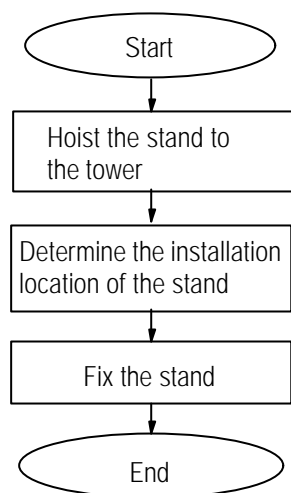 Start
Hoist the stand to
the tower
Determine the installation
location of the stand
Fix the stand
End